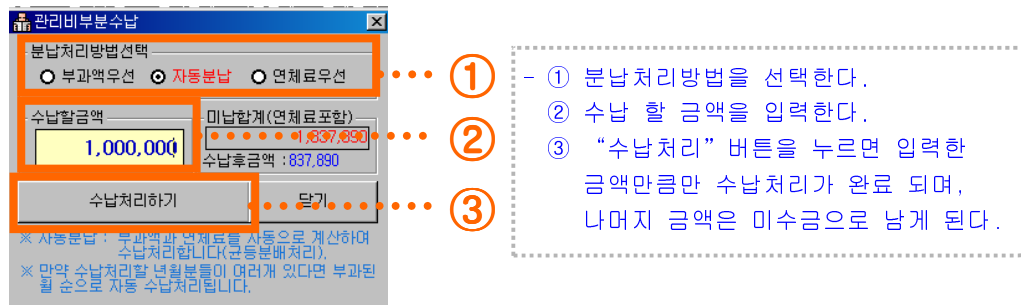 관리비부분수납
분납처리방법선택
부과액우선 자동분납 연체료우선
수납할금액
1,000,000
미납합계(연체료포함)
1,837,890
수납후금액 :837,890
수납처리하기
닫기
※ 자동분납 : 부과액과 연체료를 자동으로 계산하여
수납처리합니다(균등분배처리).
※ 만약 수납처리할 년월분들이 여러개 있다면 부과된
월 순으로 자동 수납처리됩니다.
①
②
③
- ① 분납처리방법을 선택한다.
② 수납 할 금액을 입력한다.
③ “수납처리”버튼을 누르면 입력한
금액만큼만 수납처리가 완료 되며,
나머지 금액은 미수금으로 남게 된다.